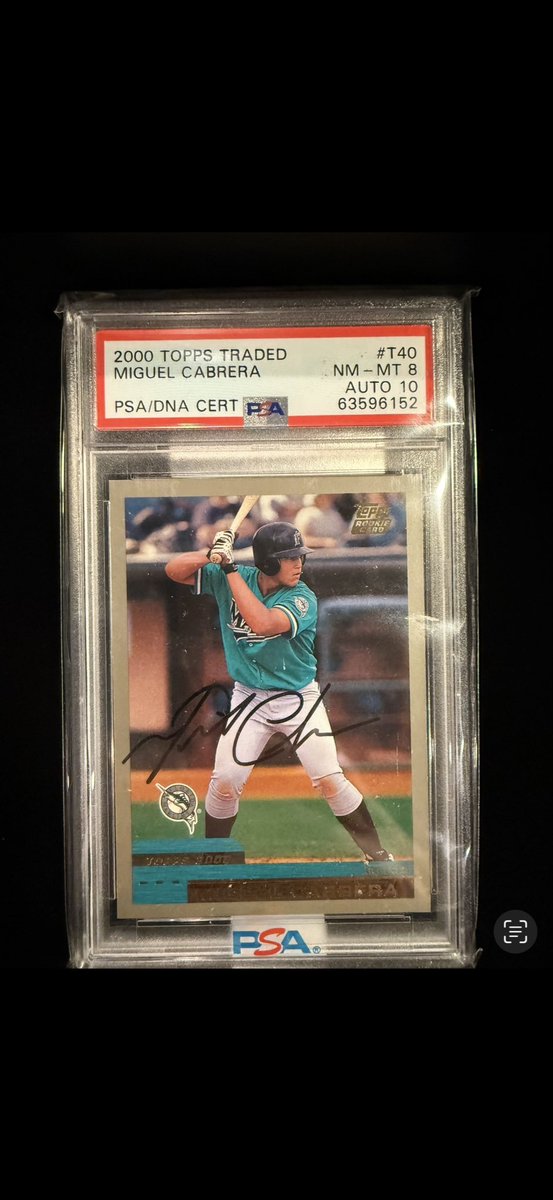 2000 TOPPS TRADED #T40
MIGUEL CABRERA NM - MT 8
AUTO 10
PSA/DNA CERT PSA 63596152
TOPPS
ROOKIE
CARD
F
PSA®